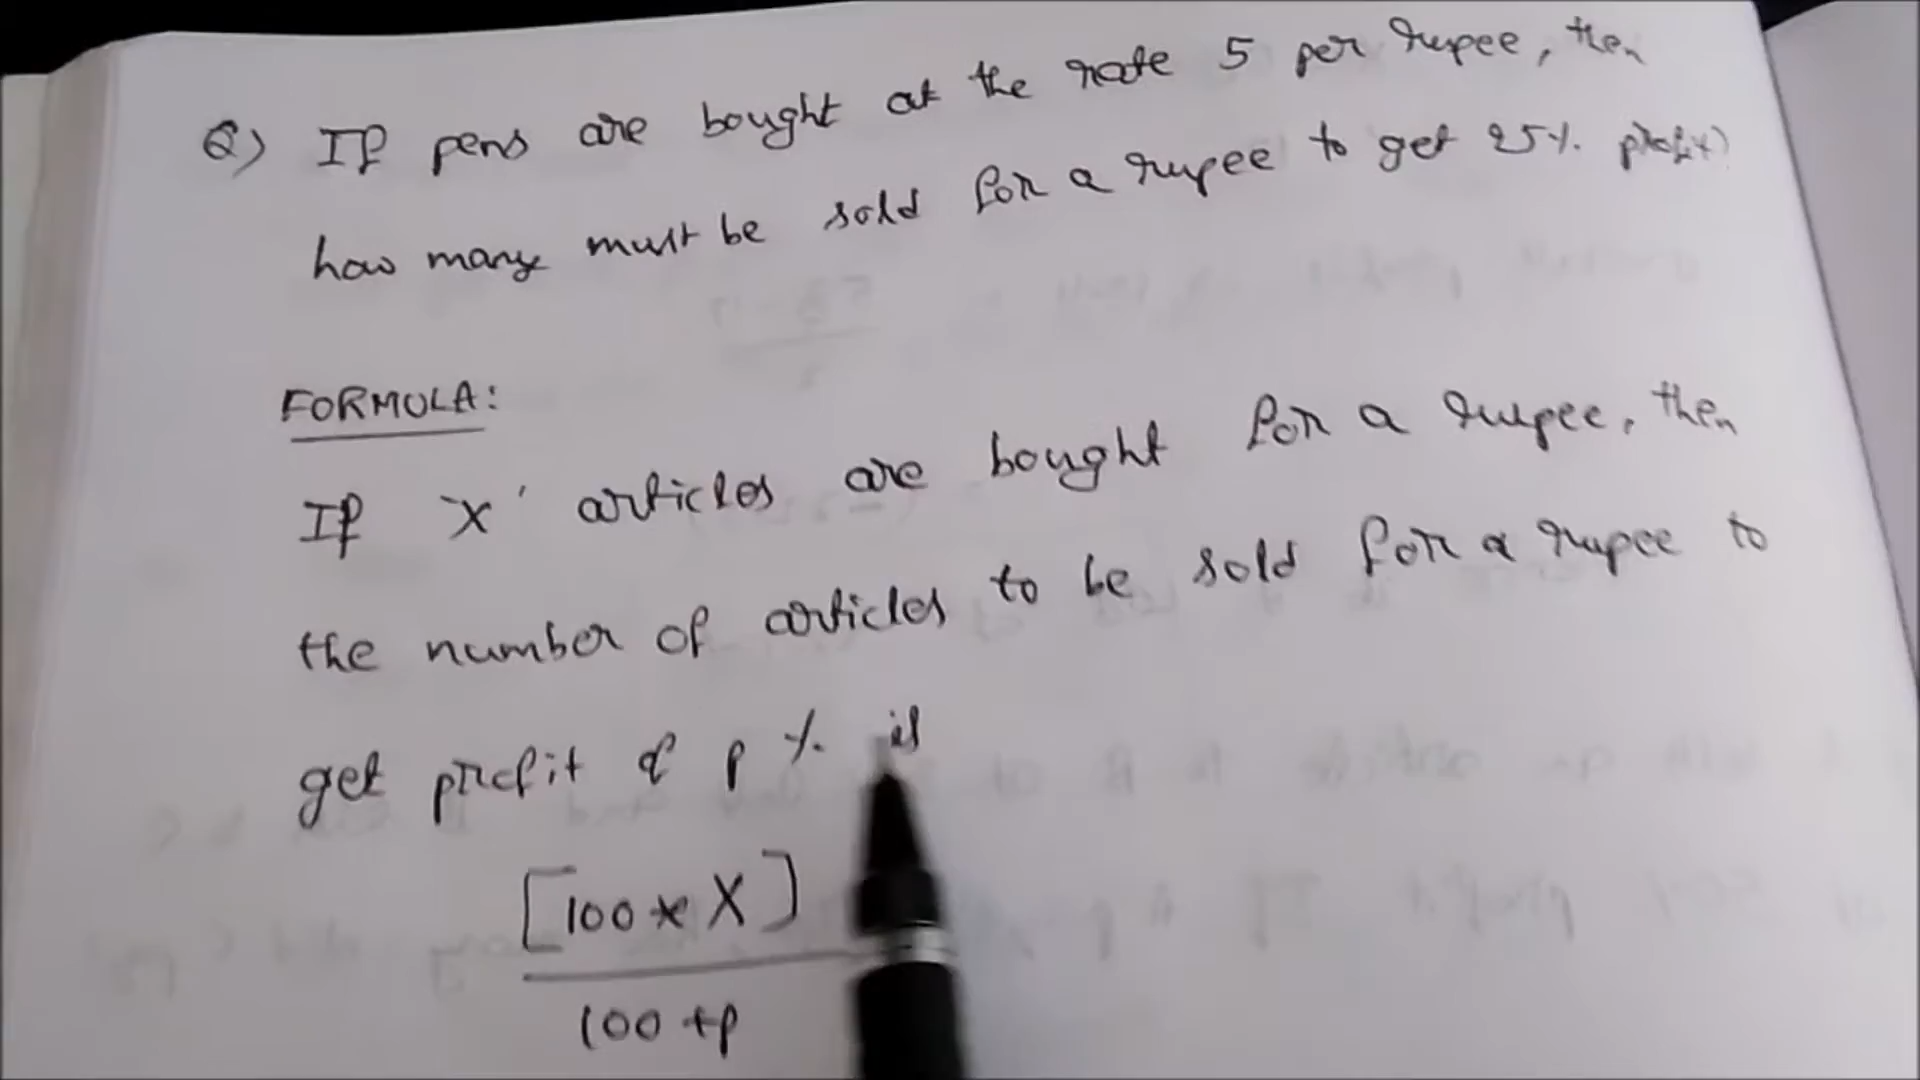 Q) If pens are bought at the rate 5 per rupee, then
how many must be sold for a rupee to get 25% profit)
FORMULA:
If 'X' articles are bought for a rupee, then
the number of articles to be sold for a rupee to
get profit of p % is
[100 * X]
100 + p